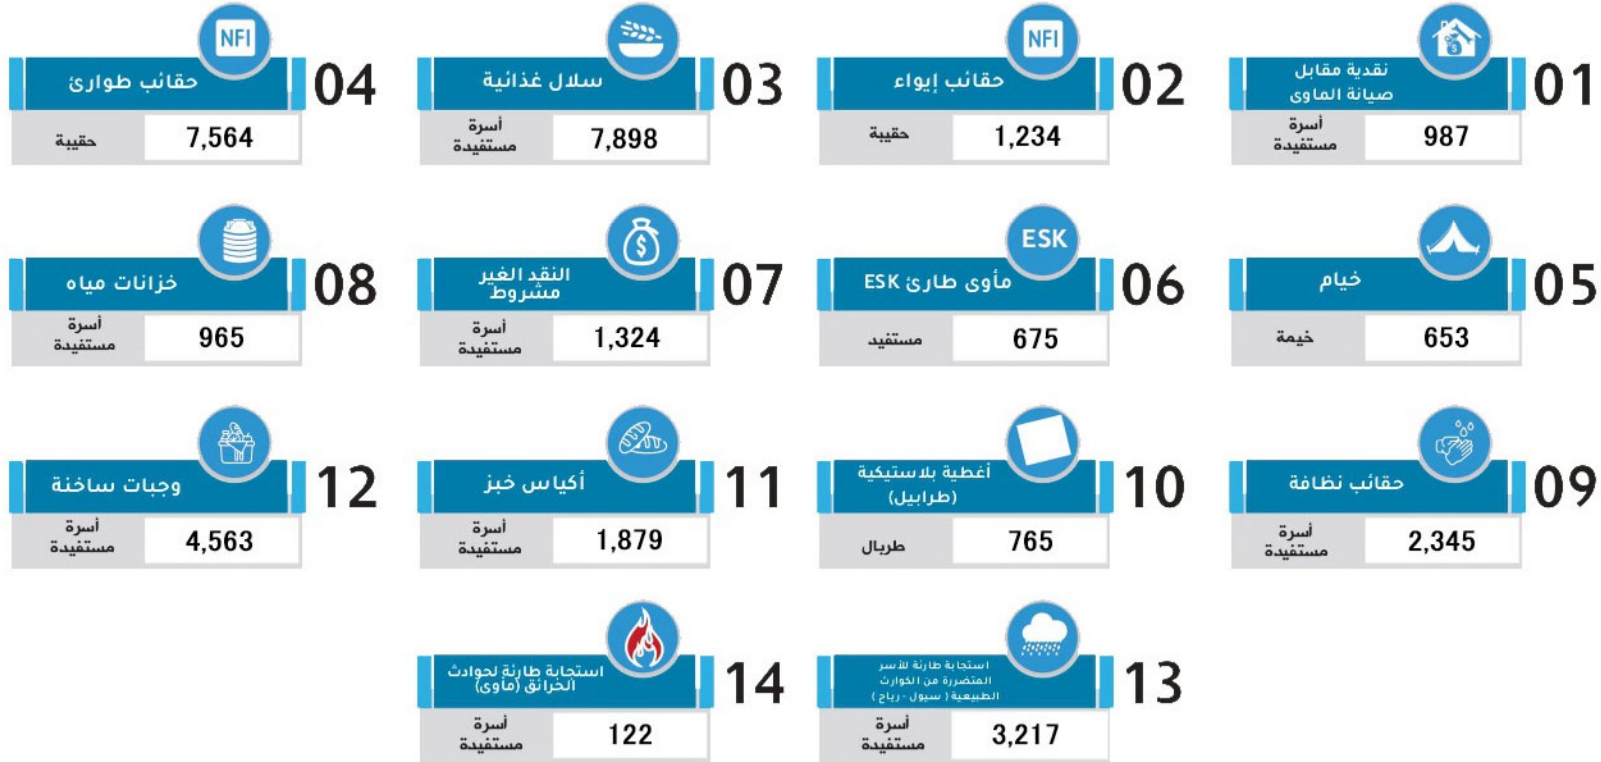 01
نقدية مقابل
صيانة الماوى
987
أسرة
مستفيدة
02
NFI
حقائب إيواء
1,234
حقيبة
03
سلال غذائية
7,898
أسرة
مستفيدة
04
NFI
حقائب طوارئ
7,564
حقيبة
05
خيام
653
خيمة
06
ESK
مأوى طارئ ESK
675
مستفيد
07
النقد الغير
مشروط
1,324
أسرة
مستفيدة
08
خزانات مياه
965
أسرة
مستفيدة
09
حقائب نظافة
2,345
أسرة
مستفيدة
10
أغطية بلاستيكية
(طرابيل)
765
طربال
11
أكياس خبز
1,879
أسرة
مستفيدة
12
وجبات ساخنة
4,563
أسرة
مستفيدة
13
استجابة طارئة للأسر
المتضررة من الكوارث
الطبيعية ( سيول - رياح )
3,217
أسرة
مستفيدة
14
استجابة طارئة لحوادث
الحرائق (مأوى)
122
أسرة
مستفيدة